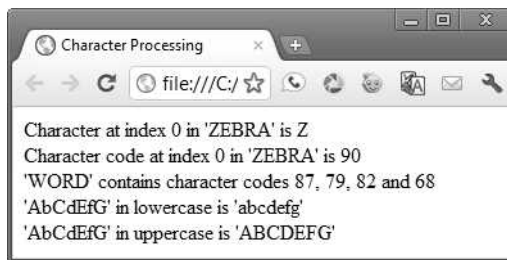 Character Processing
file:///C:/
Character at index 0 in 'ZEBRA' is Z
Character code at index 0 in 'ZEBRA' is 90
'WORD' contains character codes 87, 79, 82 and 68
'AbCdEfG' in lowercase is 'abcdefg'
'AbCdEfG' in uppercase is 'ABCDEFG'